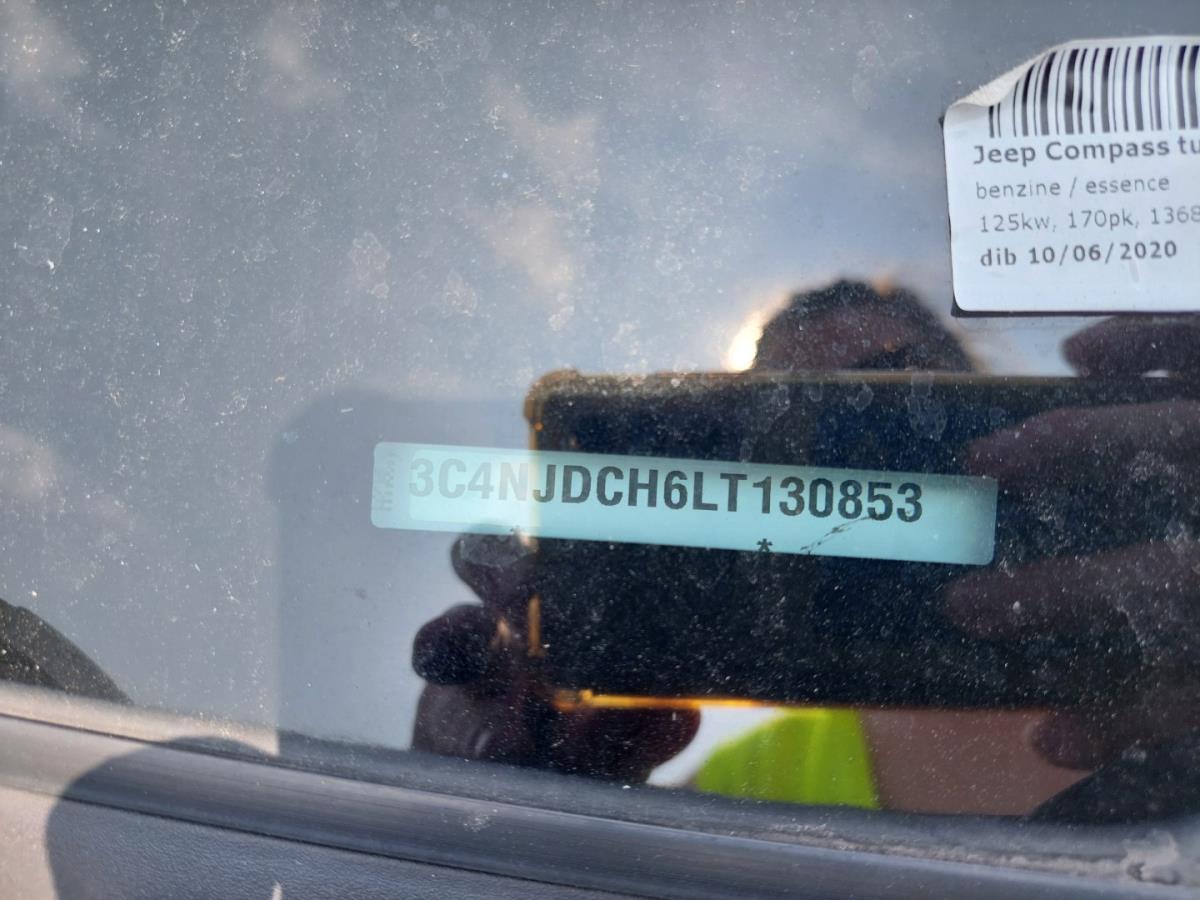 Jeep Compass tu
benzine / essence
125kw, 170pk, 1368
dib 10/06/2020
3C4NJDCH6LT130853
*
*